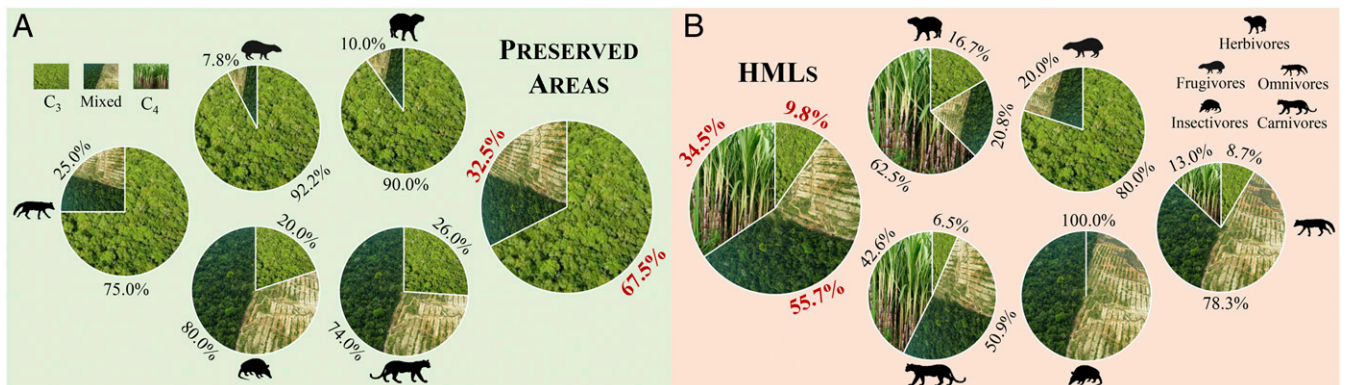 A
C3
Mixed
C4
7.8%
92.2%
10.0%
90.0%
PRESERVED
AREAS
25.0%
75.0%
20.0%
80.0%
26.0%
74.0%
32.5%
67.5%
B
HMLs
34.5%
9.8%
55.7%
16.7%
20.8%
62.5%
20.0%
80.0%
42.6%
6.5%
50.9%
100.0%
13.0%
8.7%
78.3%
Herbivores
Frugivores Omnivores
Insectivores Carnivores